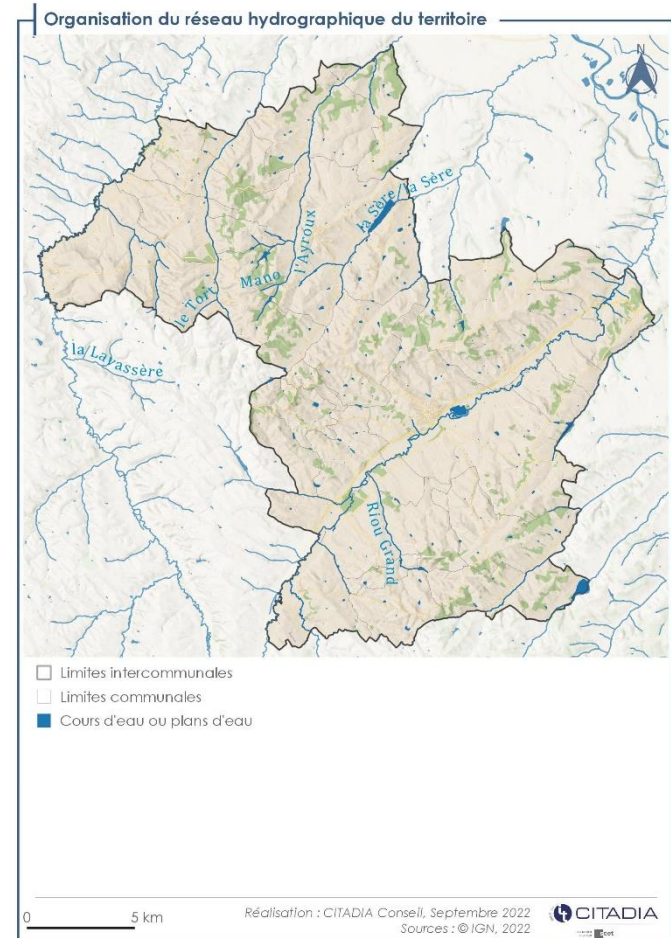 Organisation du réseau hydrographique du territoire
N
la Sère
la Sère
l'Ayroux
Mano
le Tort
la Lavassère
Riou Grand
Limites intercommunales
Limites communales
Cours d'eau ou plans d'eau
0
5 km
Réalisation : CITADIA Conseil, Septembre 2022
Sources : © IGN, 2022
CITADIA